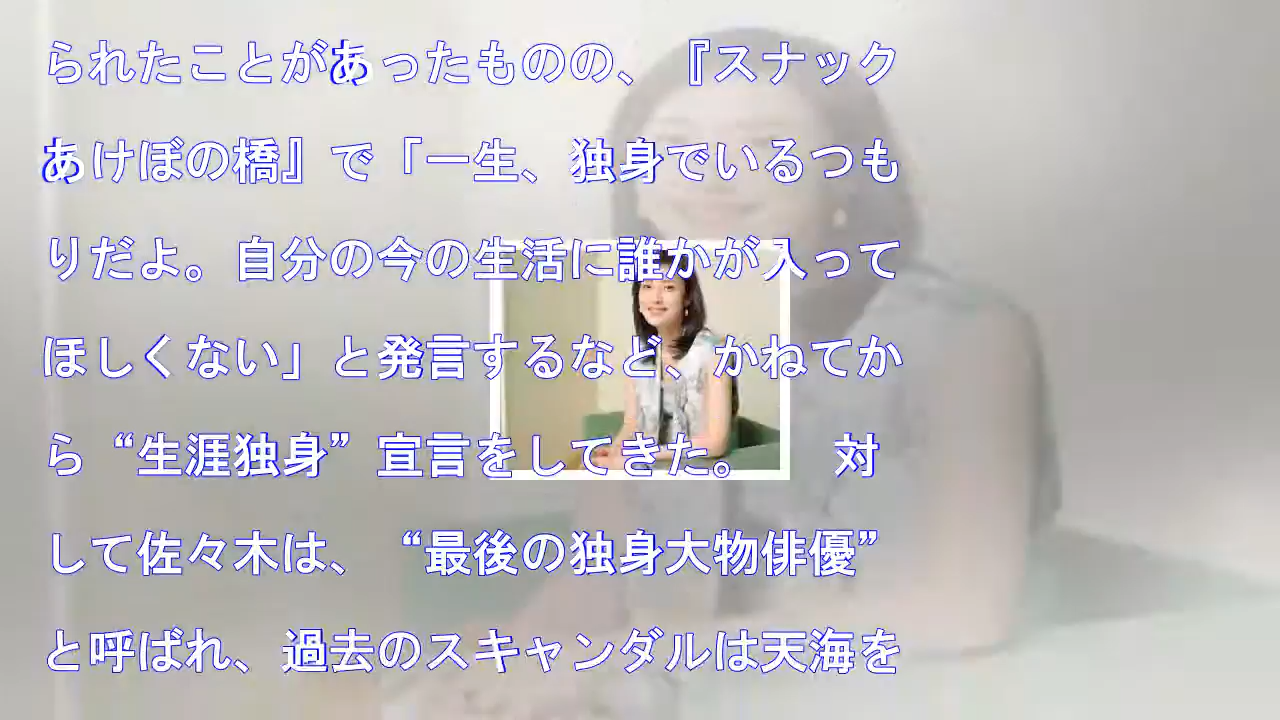 られたことがあったものの、『スナック
あけぼの橋』で「一生、独身でいるつも
りだよ。自分の今の生活に誰かが入って
ほしくない」と発言するなど、かねてか
ら“生涯独身”宣言をしてきた。　　対
して佐々木は、“最後の独身大物俳優”
と呼ばれ、過去のスキャンダルは天海を